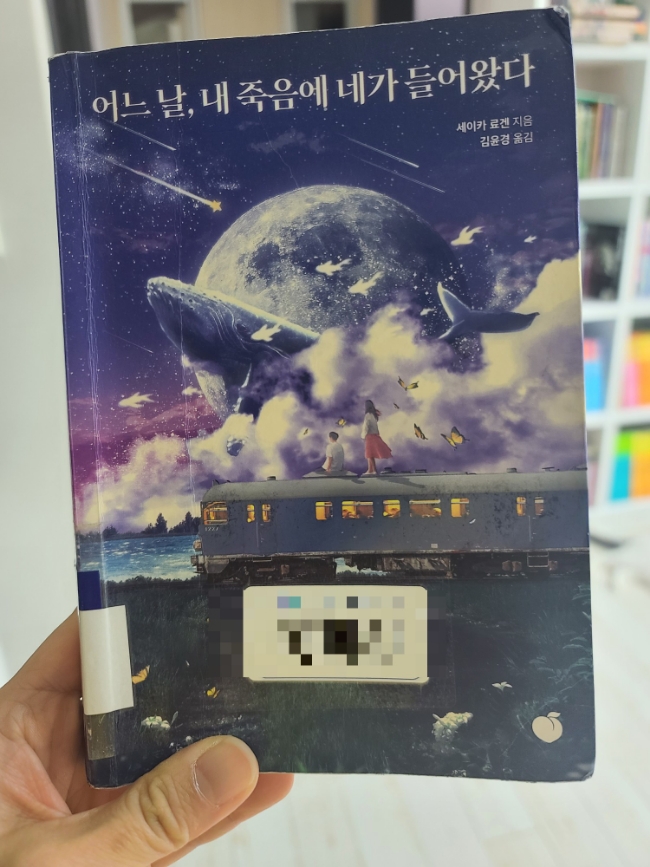 어느 날, 내 죽음에 네가 들어왔다
세이카 료겐 지음
김윤경 옮김